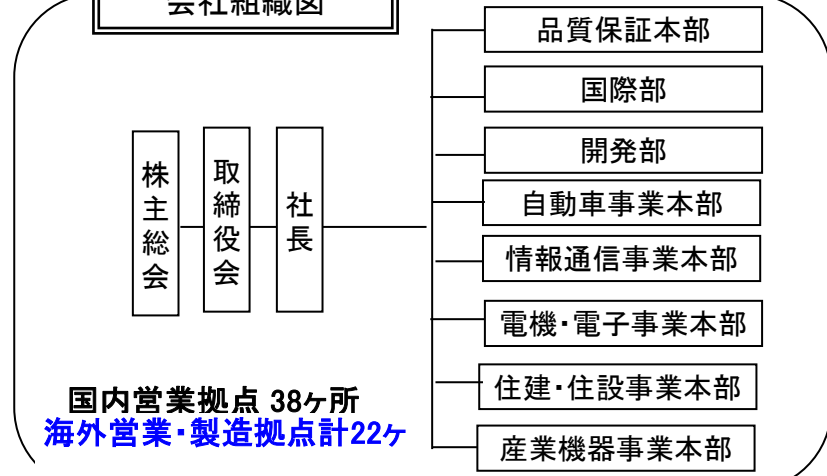 会社組織図
株主総会
取締役会
社長
品質保証本部
国際部
開発部
自動車事業本部
情報通信事業本部
電機・電子事業本部
住建・住設事業本部
産業機器事業本部
国内営業拠点 38ヶ所
海外営業・製造拠点計22ヶ